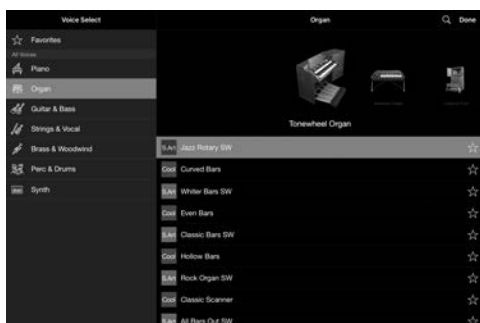 Voice Select
Organ
Done
Favorites
All Voices
Piano
Organ
Guitar & Bass
Strings & Vocal
Brass & Woodwind
Perc & Drums
Synth
Tonewheel Organ
S.Art Jazz Rotary SW
Cool Curved Bars
S.Art Whiter Bars SW
Cool Even Bars
S.Art Classic Bars SW
Cool Hollow Bars
S.Art Rock Organ SW
Cool Classic Scanner
S.Art All Bars Out SW